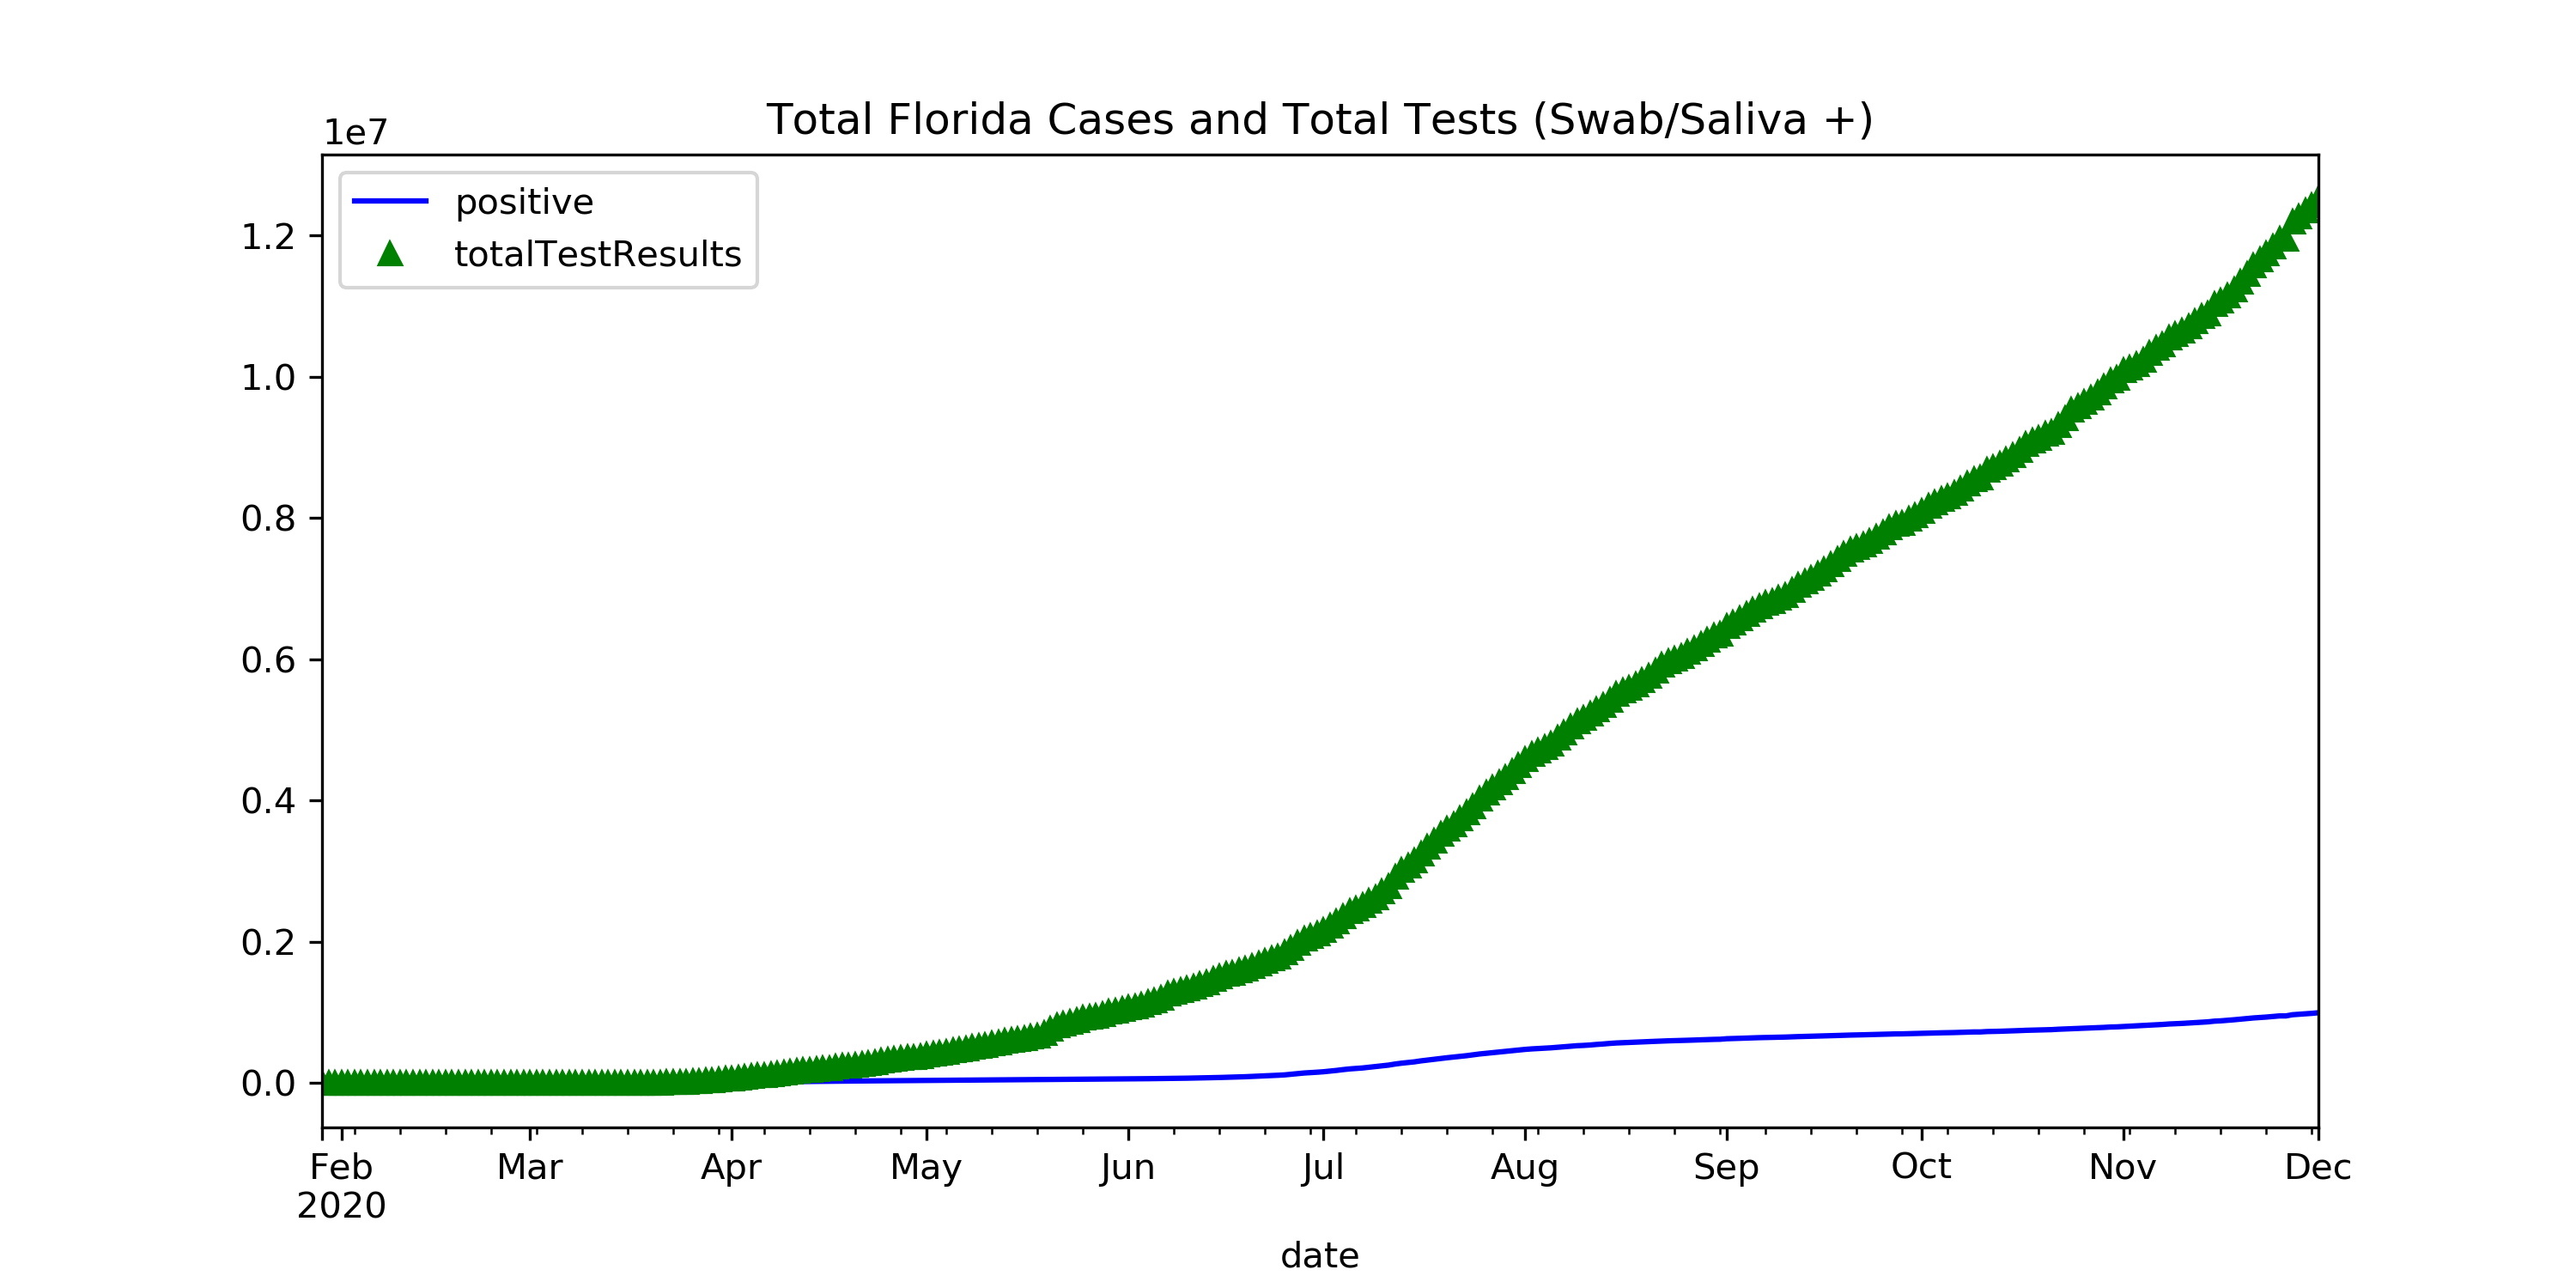 Total Florida Cases and Total Tests (Swab/Saliva +)
1e7
positive
totalTestResults
1.2
1.0
0.8
0.6
0.4
0.2
0.0
Feb Mar Apr May Jun Jul Aug Sep Oct Nov Dec
2020
date